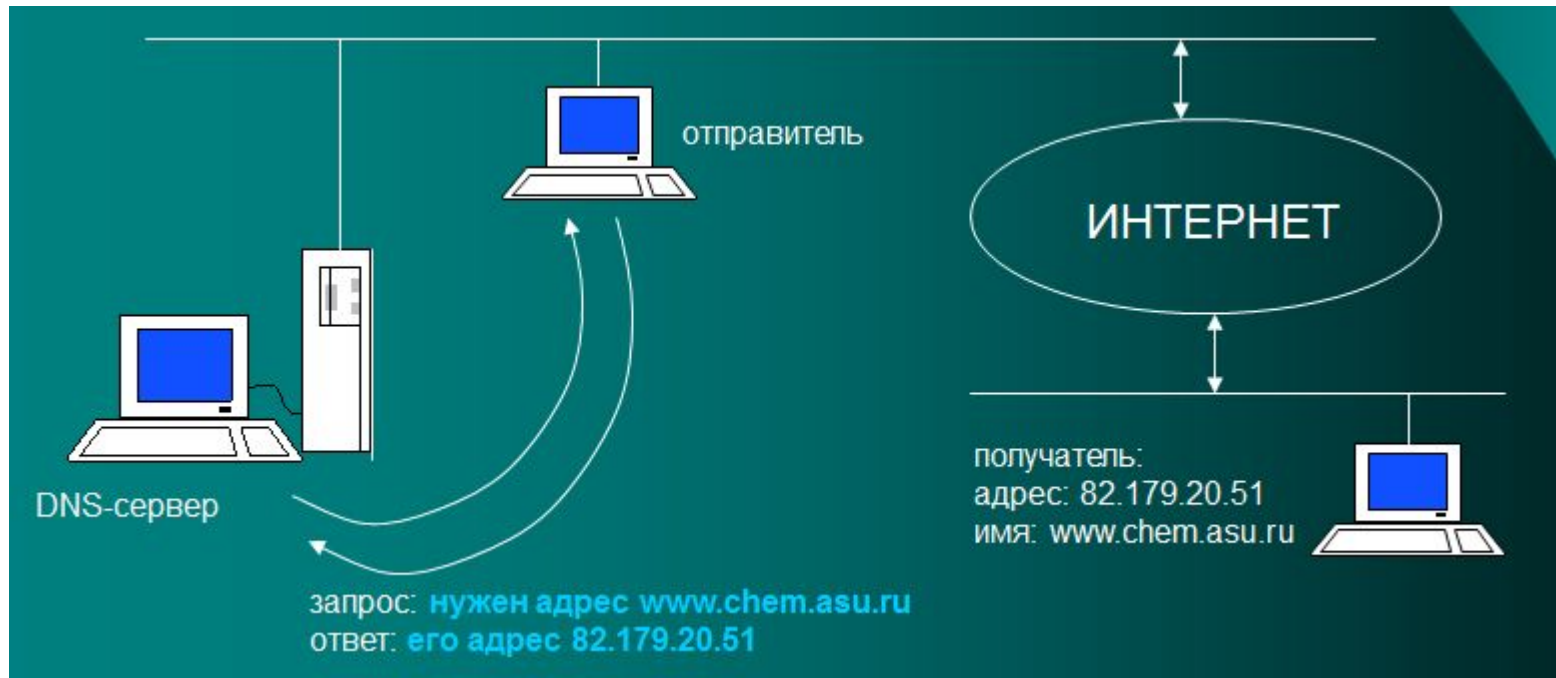 отправитель
ИНТЕРНЕТ
DNS-сервер
получатель:
адрес: 82.179.20.51
имя: www.chem.asu.ru
запрос: нужен адрес www.chem.asu.ru
ответ: его адрес 82.179.20.51